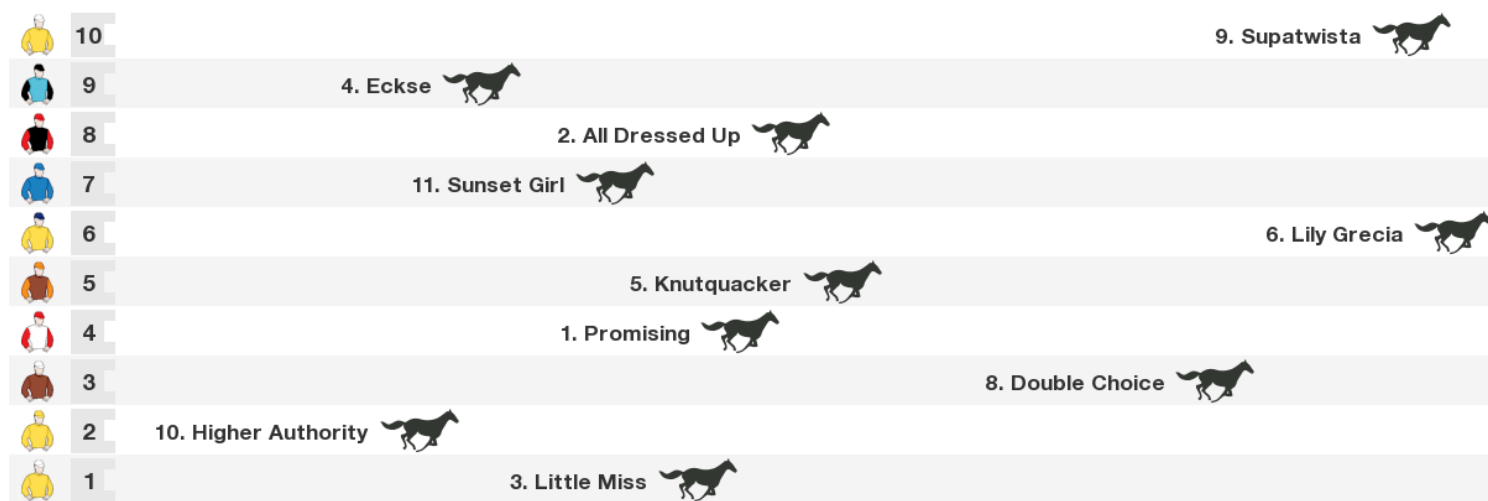 10 9. Supatwista
9 4. Eckse
8 2. All Dressed Up
7 11. Sunset Girl
6 6. Lily Grecia
5 5. Knutquacker
4 1. Promising
3 8. Double Choice
2 10. Higher Authority
1 3. Little Miss